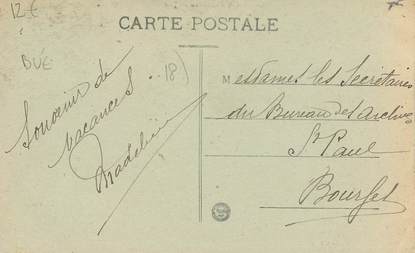 12 €
CARTE POSTALE
BUÉ
18)
Souvenir de
vacances
Madeleine
Mesdames les Secrétaires
du Bureau des Archives
St Paul
Bourges